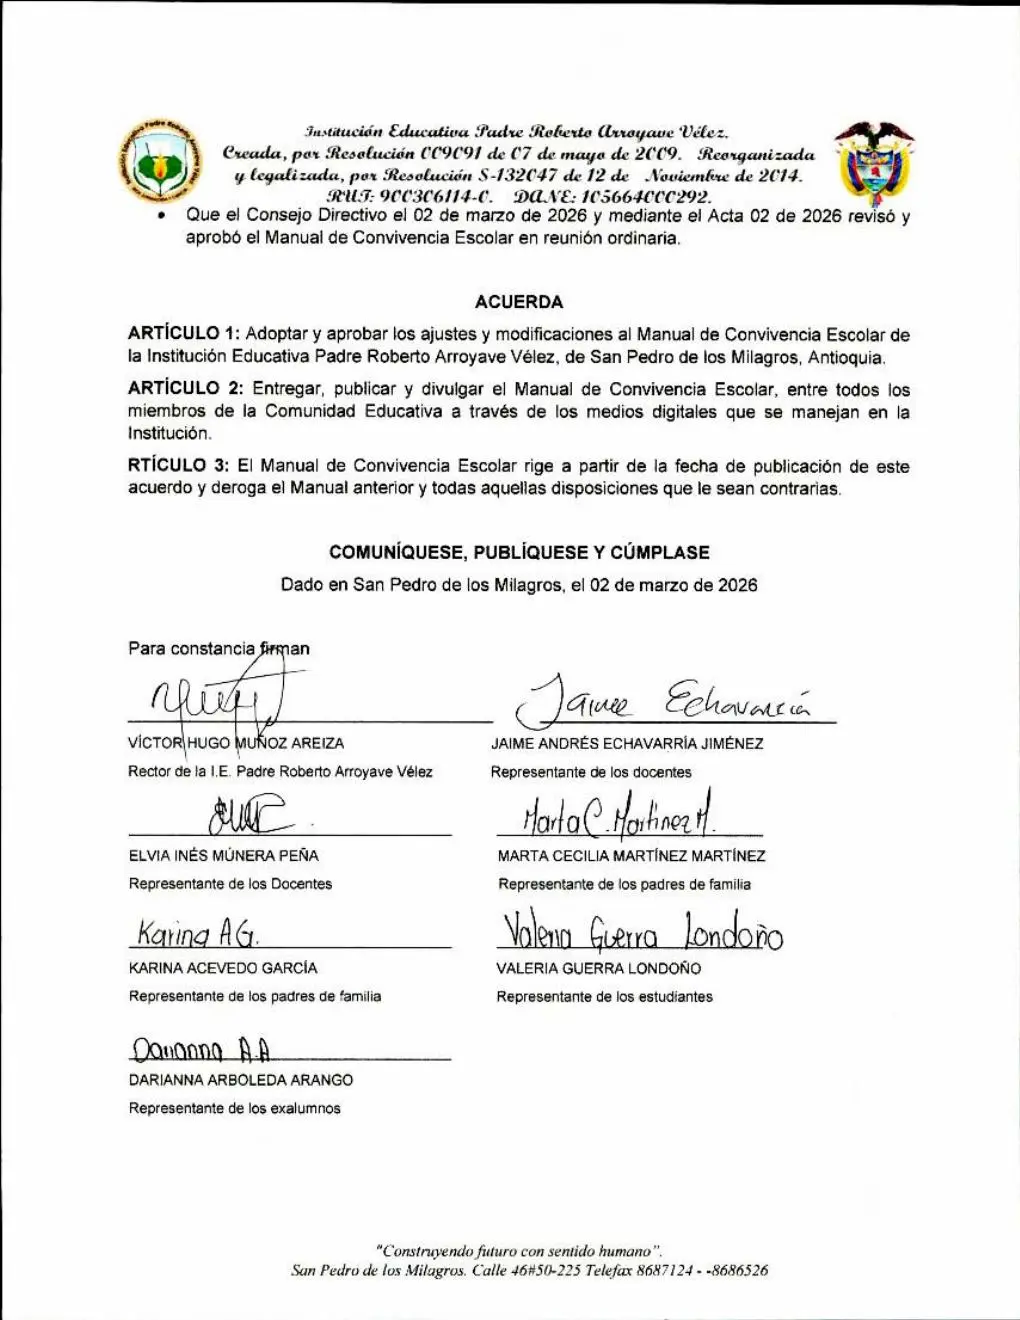 Institución Educativa Padre Roberto Arroyave Vélez.
Creada, por Resolución 009091 de 07 de mayo de 2009. Reorganizada
y legalizada, por Resolución S-132047 de 12 de Noviembre de 2014.
RUT: 900306114-0. DANE: 105664000292.
• Que el Consejo Directivo el 02 de marzo de 2026 y mediante el Acta 02 de 2026 revisó y
aprobó el Manual de Convivencia Escolar en reunión ordinaria.
ACUERDA
ARTÍCULO 1: Adoptar y aprobar los ajustes y modificaciones al Manual de Convivencia Escolar de
la Institución Educativa Padre Roberto Arroyave Vélez, de San Pedro de los Milagros, Antioquia.
ARTÍCULO 2: Entregar, publicar y divulgar el Manual de Convivencia Escolar, entre todos los
miembros de la Comunidad Educativa a través de los medios digitales que se manejan en la
Institución.
RTÍCULO 3: El Manual de Convivencia Escolar rige a partir de la fecha de publicación de este
acuerdo y deroga el Manual anterior y todas aquellas disposiciones que le sean contrarias.
COMUNÍQUESE, PUBLÍQUESE Y CÚMPLASE
Dado en San Pedro de los Milagros, el 02 de marzo de 2026
Para constancia firman
Jaime Echavarría
VÍCTOR HUGO MUÑOZ AREIZA JAIME ANDRÉS ECHAVARRÍA JIMÉNEZ
Rector de la I.E. Padre Roberto Arroyave Vélez Representante de los docentes
Marta C. Martínez M.
ELVIA INÉS MÚNERA PEÑA MARTA CECILIA MARTÍNEZ MARTÍNEZ
Representante de los Docentes Representante de los padres de familia
Karina A G. Valeria Guerra Londoño
KARINA ACEVEDO GARCÍA VALERIA GUERRA LONDOÑO
Representante de los padres de familia Representante de los estudiantes
Darianna A.A
DARIANNA ARBOLEDA ARANGO
Representante de los exalumnos
"Construyendo futuro con sentido humano".
San Pedro de los Milagros. Calle 46#50-225 Telefax 8687124 - -8686526